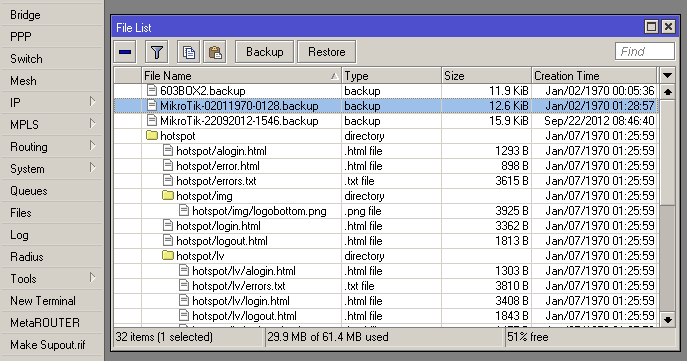 Bridge
PPP
Switch
Mesh
IP
MPLS
Routing
System
Queues
Files
Log
Radius
Tools
New Terminal
MetaROUTER
Make Supout.rif
File List
Backup Restore Find
File Name Type Size Creation Time
603BOX2.backup backup 11.9 KiB Jan/02/1970 00:05:36
MikroTik-02011970-0128.backup backup 12.6 KiB Jan/02/1970 01:28:57
MikroTik-22092012-1546.backup backup 15.9 KiB Sep/22/2012 08:46:40
hotspot directory Jan/07/1970 01:25:59
hotspot/alogin.html .html file 1293 B Jan/07/1970 01:25:59
hotspot/error.html .html file 898 B Jan/07/1970 01:25:59
hotspot/errors.txt .txt file 3615 B Jan/07/1970 01:25:59
hotspot/img directory Jan/07/1970 01:25:59
hotspot/img/logobottom.png .png file 3925 B Jan/07/1970 01:25:59
hotspot/login.html .html file 3362 B Jan/07/1970 01:25:59
hotspot/logout.html .html file 1813 B Jan/07/1970 01:25:59
hotspot/lv directory Jan/07/1970 01:25:59
hotspot/lv/alogin.html .html file 1303 B Jan/07/1970 01:25:59
hotspot/lv/errors.txt .txt file 3810 B Jan/07/1970 01:25:59
hotspot/lv/login.html .html file 3408 B Jan/07/1970 01:25:59
hotspot/lv/logout.html .html file 1843 B Jan/07/1970 01:25:59
32 items (1 selected) 29.9 MB of 61.4 MB used 51% free